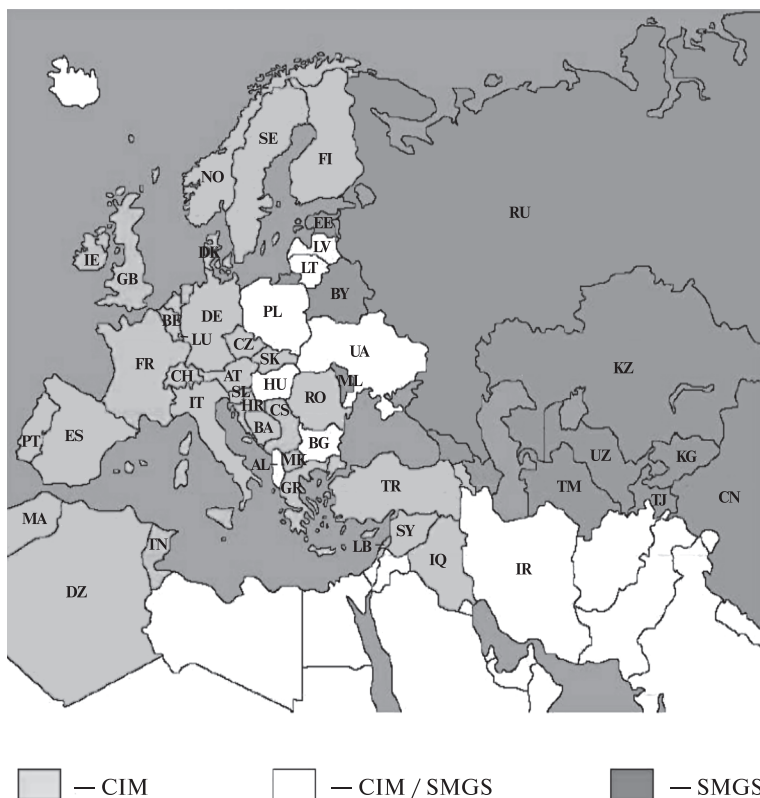 SE
FI
NO
RU
EE
LV
DK
IE
LT
GB
BY
PL
DE
BE
LU
CZ
UA
FR
SK
KZ
CH
AT
HU
ML
SL
RO
IT
HR
CS
BA
PT
ES
BG
UZ
KG
AL
MK
GR
TR
TM
TJ
CN
MA
TN
SY
LB
IQ
IR
DZ
— CIM
— CIM / SMGS
— SMGS